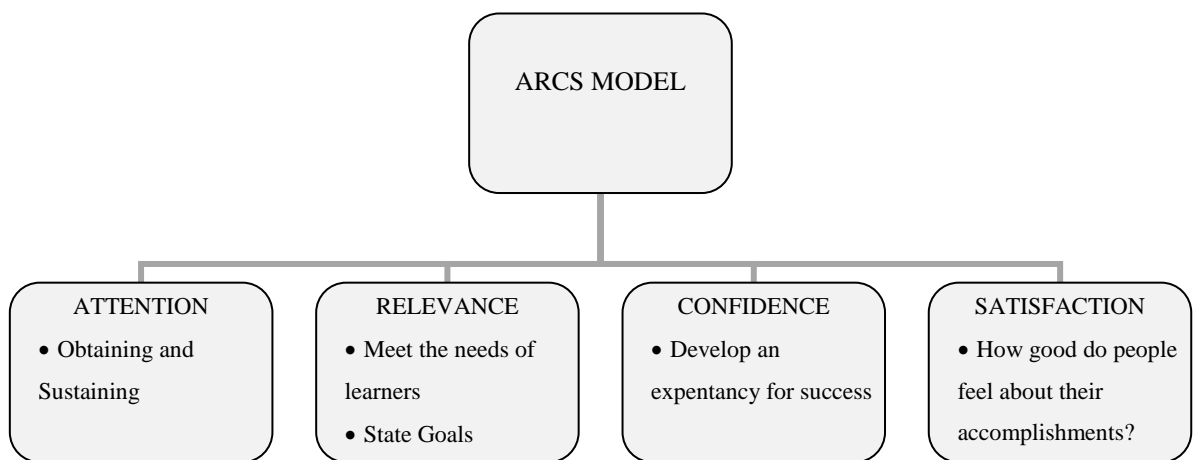 ARCS MODEL
ATTENTION
• Obtaining and
Sustaining
RELEVANCE
• Meet the needs of
learners
• State Goals
CONFIDENCE
• Develop an
expentancy for success
SATISFACTION
• How good do people
feel about their
accomplishments?